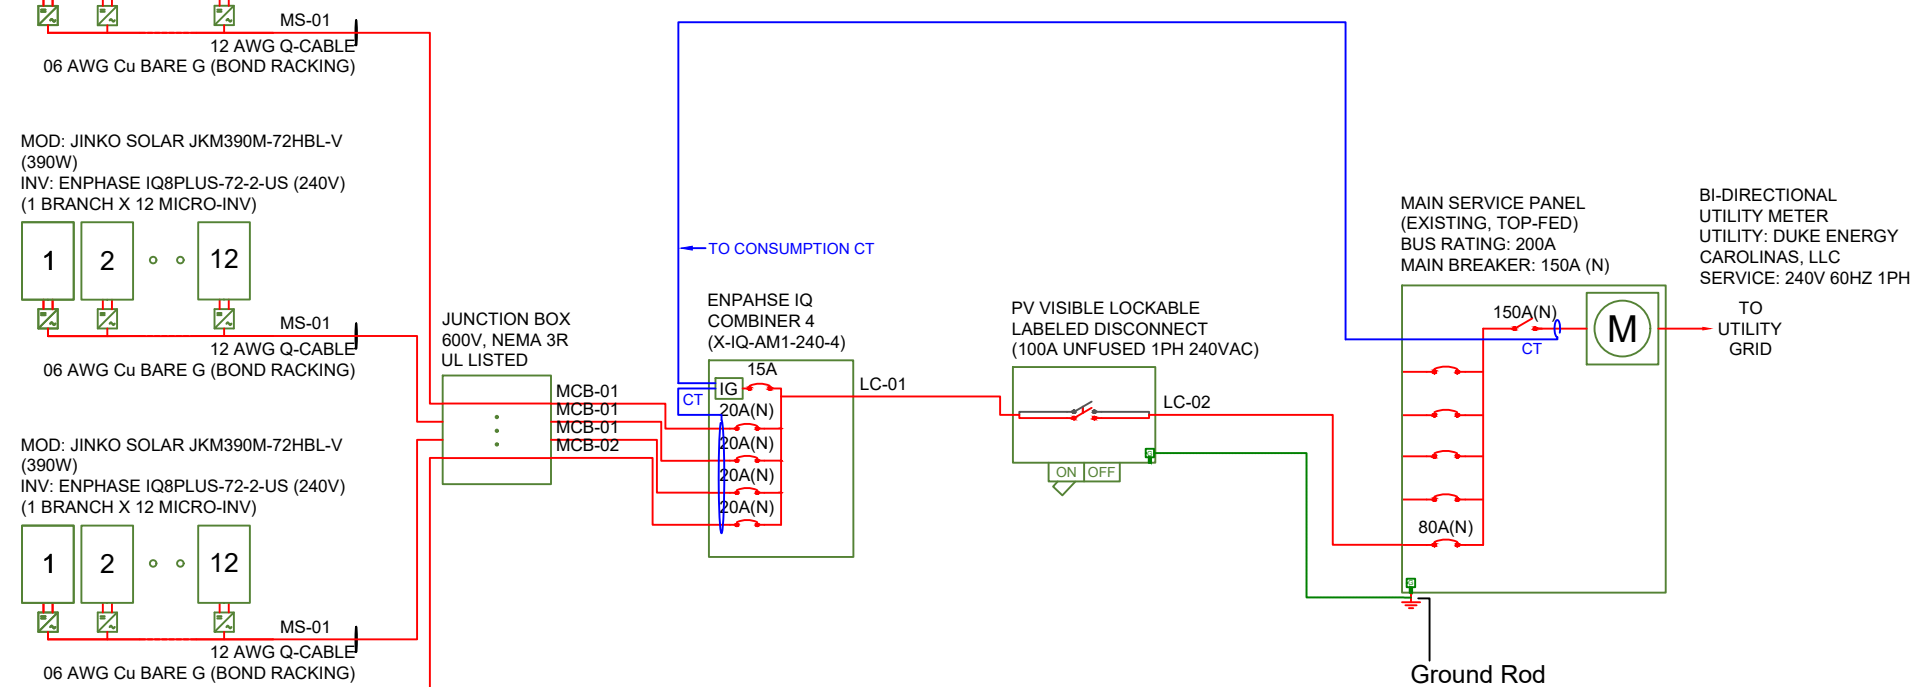 MS-01
12 AWG Q-CABLE
06 AWG Cu BARE G (BOND RACKING)
MOD: JINKO SOLAR JKM390M-72HBL-V
(390W)
INV: ENPHASE IQ8PLUS-72-2-US (240V)
(1 BRANCH X 12 MICRO-INV)
1
2
12
MS-01
12 AWG Q-CABLE
06 AWG Cu BARE G (BOND RACKING)
MOD: JINKO SOLAR JKM390M-72HBL-V
(390W)
INV: ENPHASE IQ8PLUS-72-2-US (240V)
(1 BRANCH X 12 MICRO-INV)
1
2
12
MS-01
12 AWG Q-CABLE
06 AWG Cu BARE G (BOND RACKING)
JUNCTION BOX
600V, NEMA 3R
UL LISTED
MCB-01
MCB-01
MCB-01
MCB-02
TO CONSUMPTION CT
ENPAHSE IQ
COMBINER 4
(X-IQ-AM1-240-4)
15A
IG
CT
20A(N)
20A(N)
20A(N)
20A(N)
LC-01
PV VISIBLE LOCKABLE
LABELED DISCONNECT
(100A UNFUSED 1PH 240VAC)
ON
OFF
LC-02
MAIN SERVICE PANEL
(EXISTING, TOP-FED)
BUS RATING: 200A
MAIN BREAKER: 150A (N)
150A(N)
CT
M
80A(N)
BI-DIRECTIONAL
UTILITY METER
UTILITY: DUKE ENERGY
CAROLINAS, LLC
SERVICE: 240V 60HZ 1PH
TO
UTILITY
GRID
Ground Rod